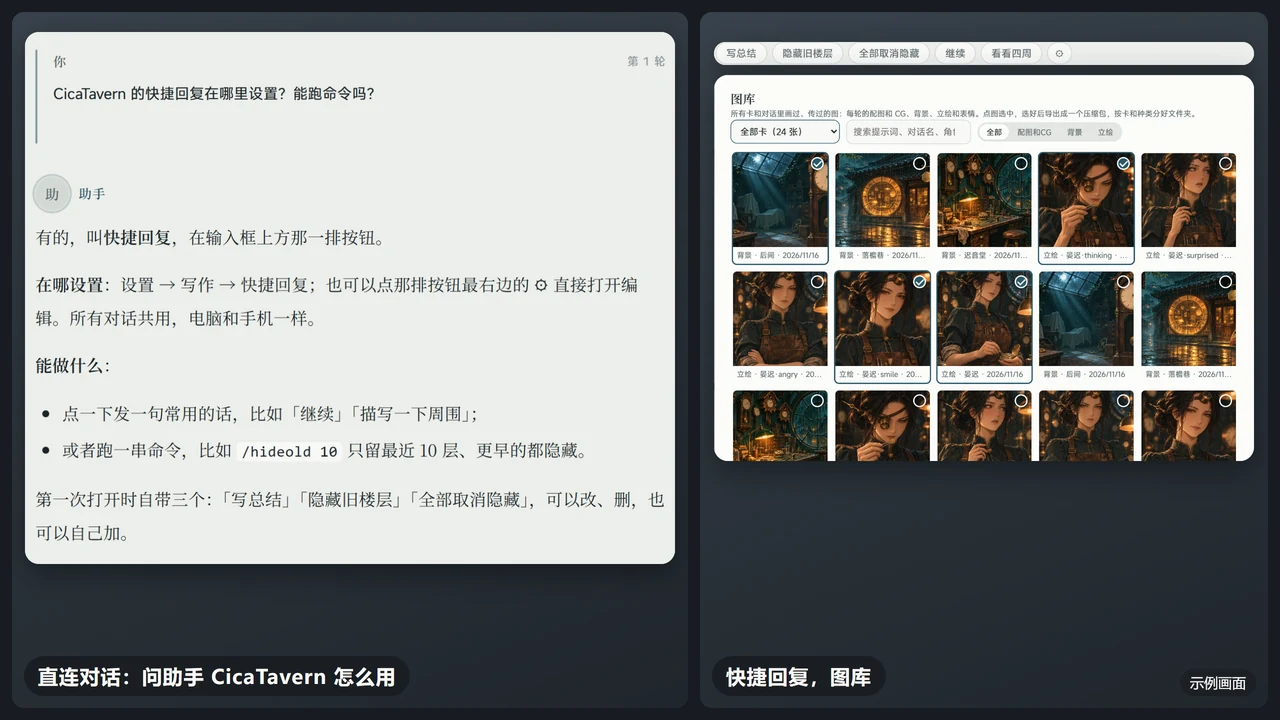 你
第 1 轮
CicaTavern 的快捷回复在哪里设置？能跑命令吗？
助
助手
有的，叫快捷回复，在输入框上方那一排按钮。
在哪设置：设置 → 写作 → 快捷回复；也可以点那排按钮最右边的 ⚙ 直接打开编
辑。所有对话共用，电脑和手机一样。
能做什么：
• 点一下发一句常用的话，比如「继续」「描写一下周围」；
• 或者跑一串命令，比如 /hideold 10 只留最近 10 层、更早的都隐藏。
第一次打开时自带三个：「写总结」「隐藏旧楼层」「全部取消隐藏」，可以改、删，也
可以自己加。
直连对话：问助手 CicaTavern 怎么用
写总结 隐藏旧楼层 全部取消隐藏 继续 看看四周 ⚙
图库
所有卡和对话里画过、传过的图：每轮的配图和 CG、背景、立绘和表情。点图选中，选好后导出成一个压缩包，按卡和种类分好文件夹。
全部卡（24 张） 搜索提示词、对话名、角! 全部 配图和CG 背景 立绘
背景 · 后间 · 2026/11/16 背景 · 落檐巷 · 2026/11… 背景 · 迟音堂 · 2026/11… 立绘 · 晏迟·thinking · … 立绘 · 晏迟·surprised · …
立绘 · 晏迟·angry · 20… 立绘 · 晏迟·smile · 20… 立绘 · 晏迟 · 2026/11/16 背景 · 后间 · 2026/11/16 背景 · 落檐巷 · 2026/11…
快捷回复，图库
示例画面